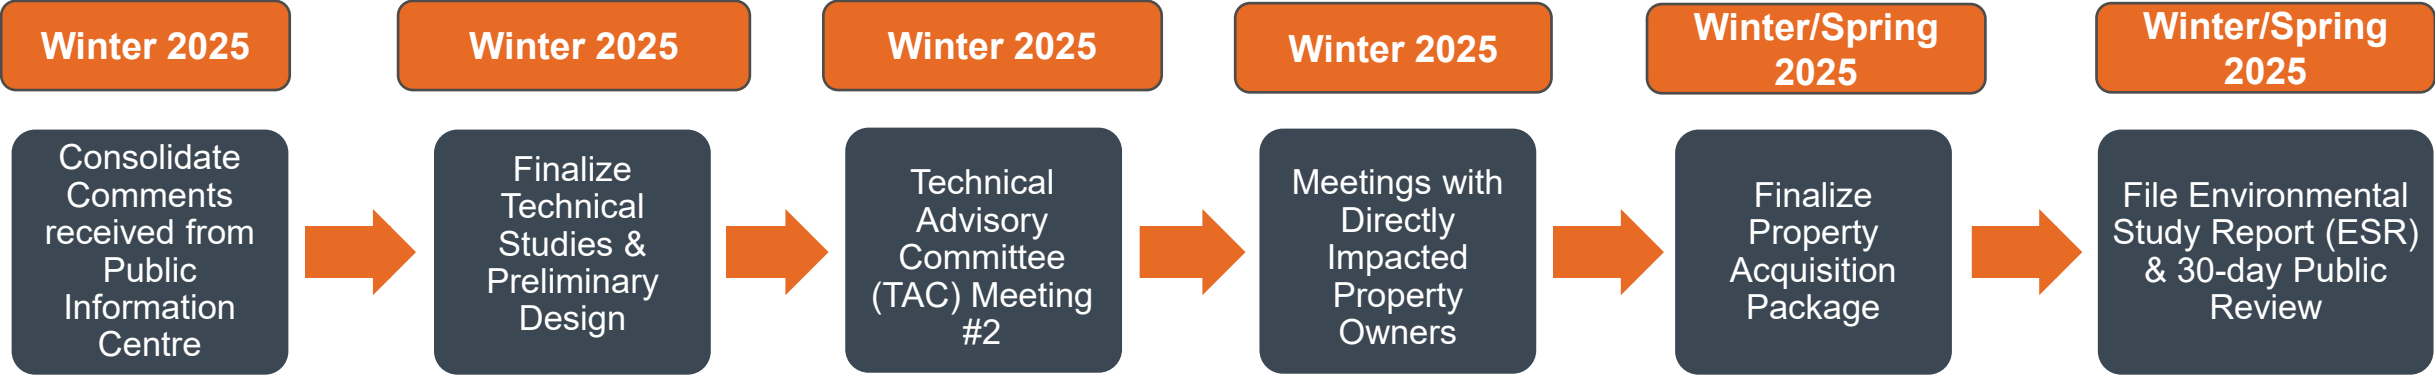 Winter 2025
Winter 2025
Winter 2025
Winter 2025
Winter/Spring
2025
Winter/Spring
2025
Consolidate
Comments
received from
Public
Information
Centre
Finalize
Technical
Studies &
Preliminary
Design
Technical
Advisory
Committee
(TAC) Meeting
#2
Meetings with
Directly
Impacted
Property
Owners
Finalize
Property
Acquisition
Package
File Environmental
Study Report (ESR)
& 30-day Public
Review